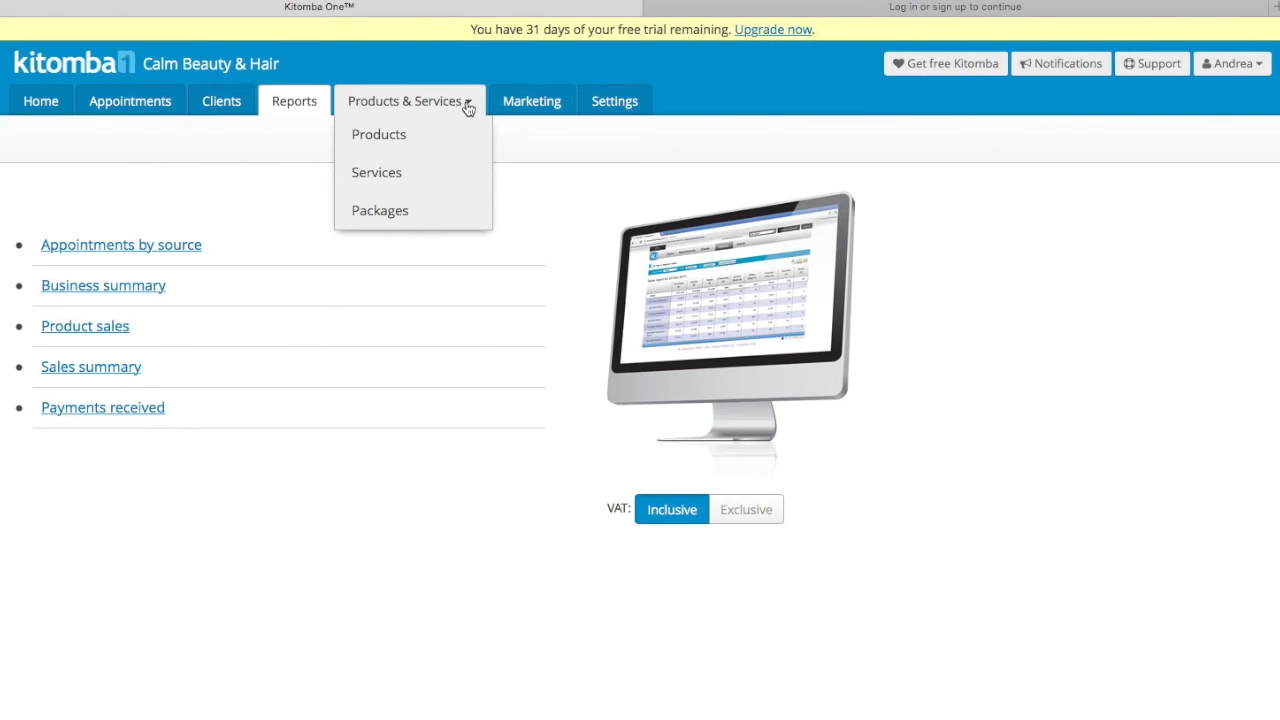 Kitomba One™
Log in or sign up to continue
You have 31 days of your free trial remaining. Upgrade now.
kitomba1 Calm Beauty & Hair
Get free Kitomba
Notifications
Support
Andrea
Home
Appointments
Clients
Reports
Products & Services
Marketing
Settings
Products
Services
Packages
Appointments by source
Business summary
Product sales
Sales summary
Payments received
VAT: Inclusive Exclusive